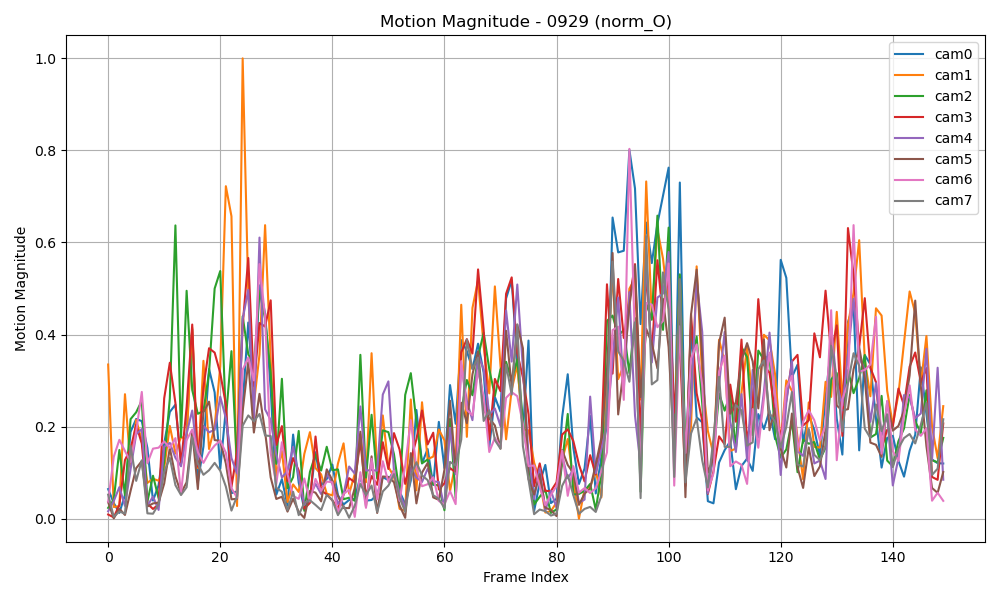 Motion Magnitude - 0929 (norm_O)
Motion Magnitude
1.0
0.8
0.6
0.4
0.2
0.0
cam0
cam1
cam2
cam3
cam4
cam5
cam6
cam7
0 20 40 60 80 100 120 140
Frame Index